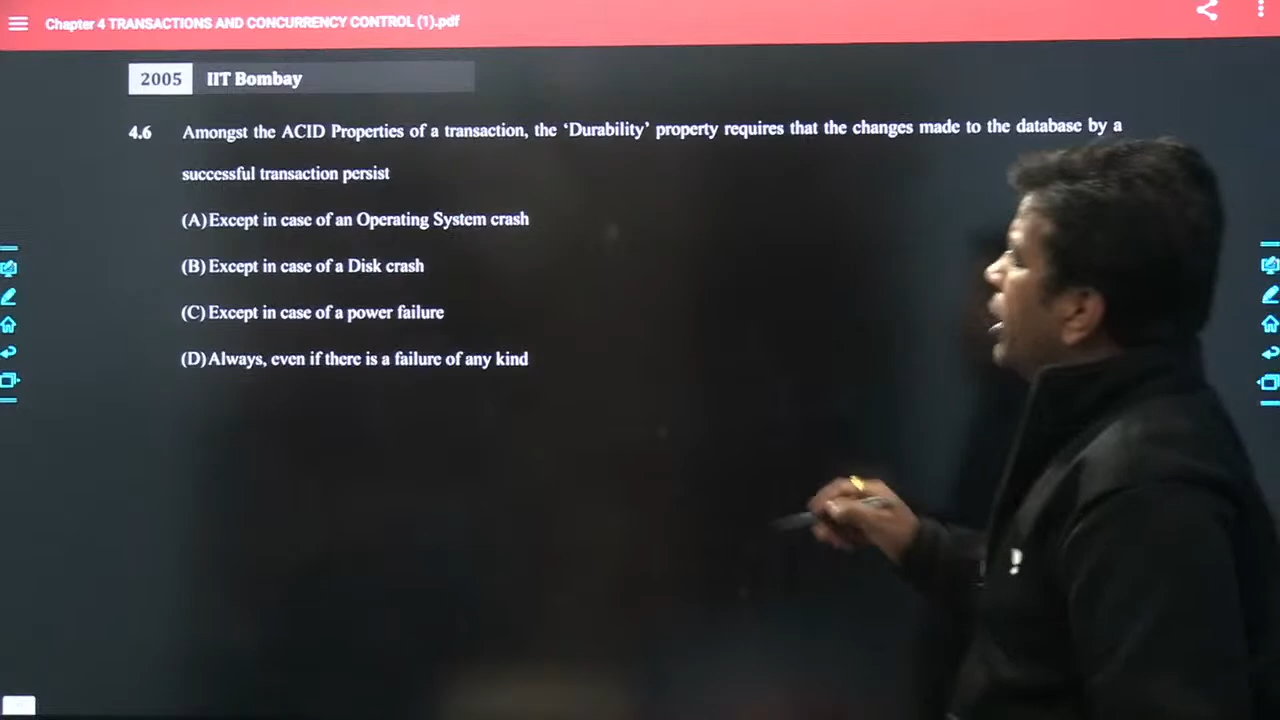 Chapter 4 TRANSACTIONS AND CONCURRENCY CONTROL (1).pdf
2005 IIT Bombay
4.6 Amongst the ACID Properties of a transaction, the ‘Durability’ property requires that the changes made to the database by a
successful transaction persist
(A) Except in case of an Operating System crash
(B) Except in case of a Disk crash
(C) Except in case of a power failure
(D) Always, even if there is a failure of any kind